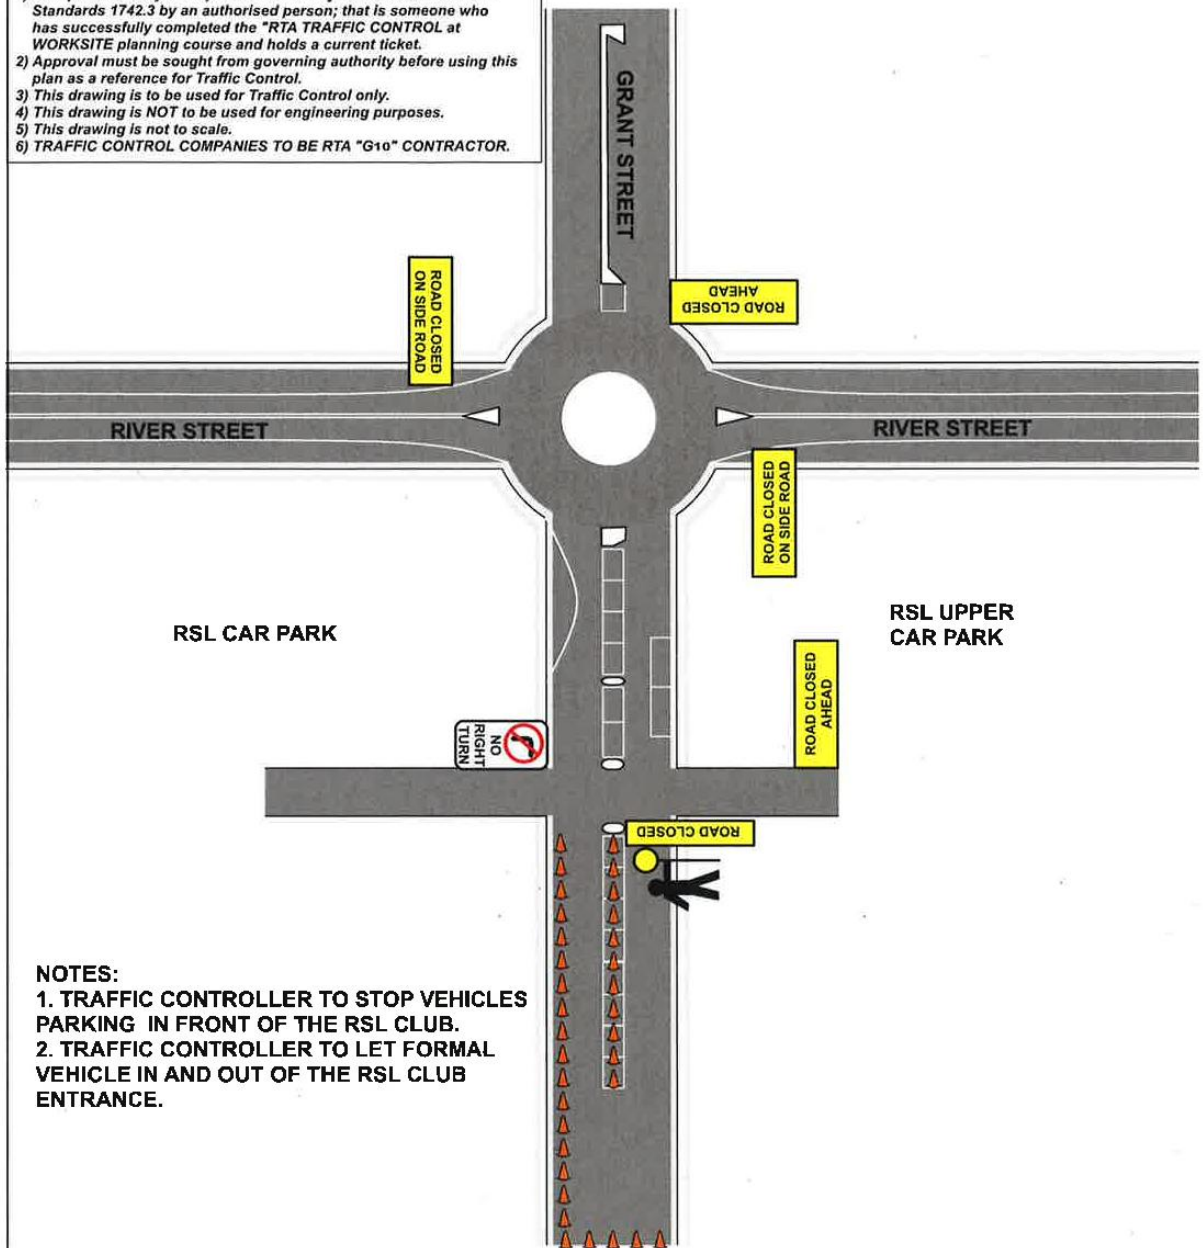 Standards 1742.3 by an authorised person; that is someone who
has successfully completed the "RTA TRAFFIC CONTROL at
WORKSITE planning course and holds a current ticket.
2) Approval must be sought from governing authority before using this
plan as a reference for Traffic Control.
3) This drawing is to be used for Traffic Control only.
4) This drawing is NOT to be used for engineering purposes.
5) This drawing is not to scale.
6) TRAFFIC CONTROL COMPANIES TO BE RTA "G10" CONTRACTOR.
GRANT STREET
ROAD CLOSED
ON SIDE ROAD
ROAD CLOSED
AHEAD
RIVER STREET
RIVER STREET
ROAD CLOSED
ON SIDE ROAD
RSL CAR PARK
RSL UPPER
CAR PARK
ROAD CLOSED
AHEAD
NO
RIGHT
TURN
ROAD CLOSED
NOTES:
1. TRAFFIC CONTROLLER TO STOP VEHICLES
PARKING IN FRONT OF THE RSL CLUB.
2. TRAFFIC CONTROLLER TO LET FORMAL
VEHICLE IN AND OUT OF THE RSL CLUB
ENTRANCE.